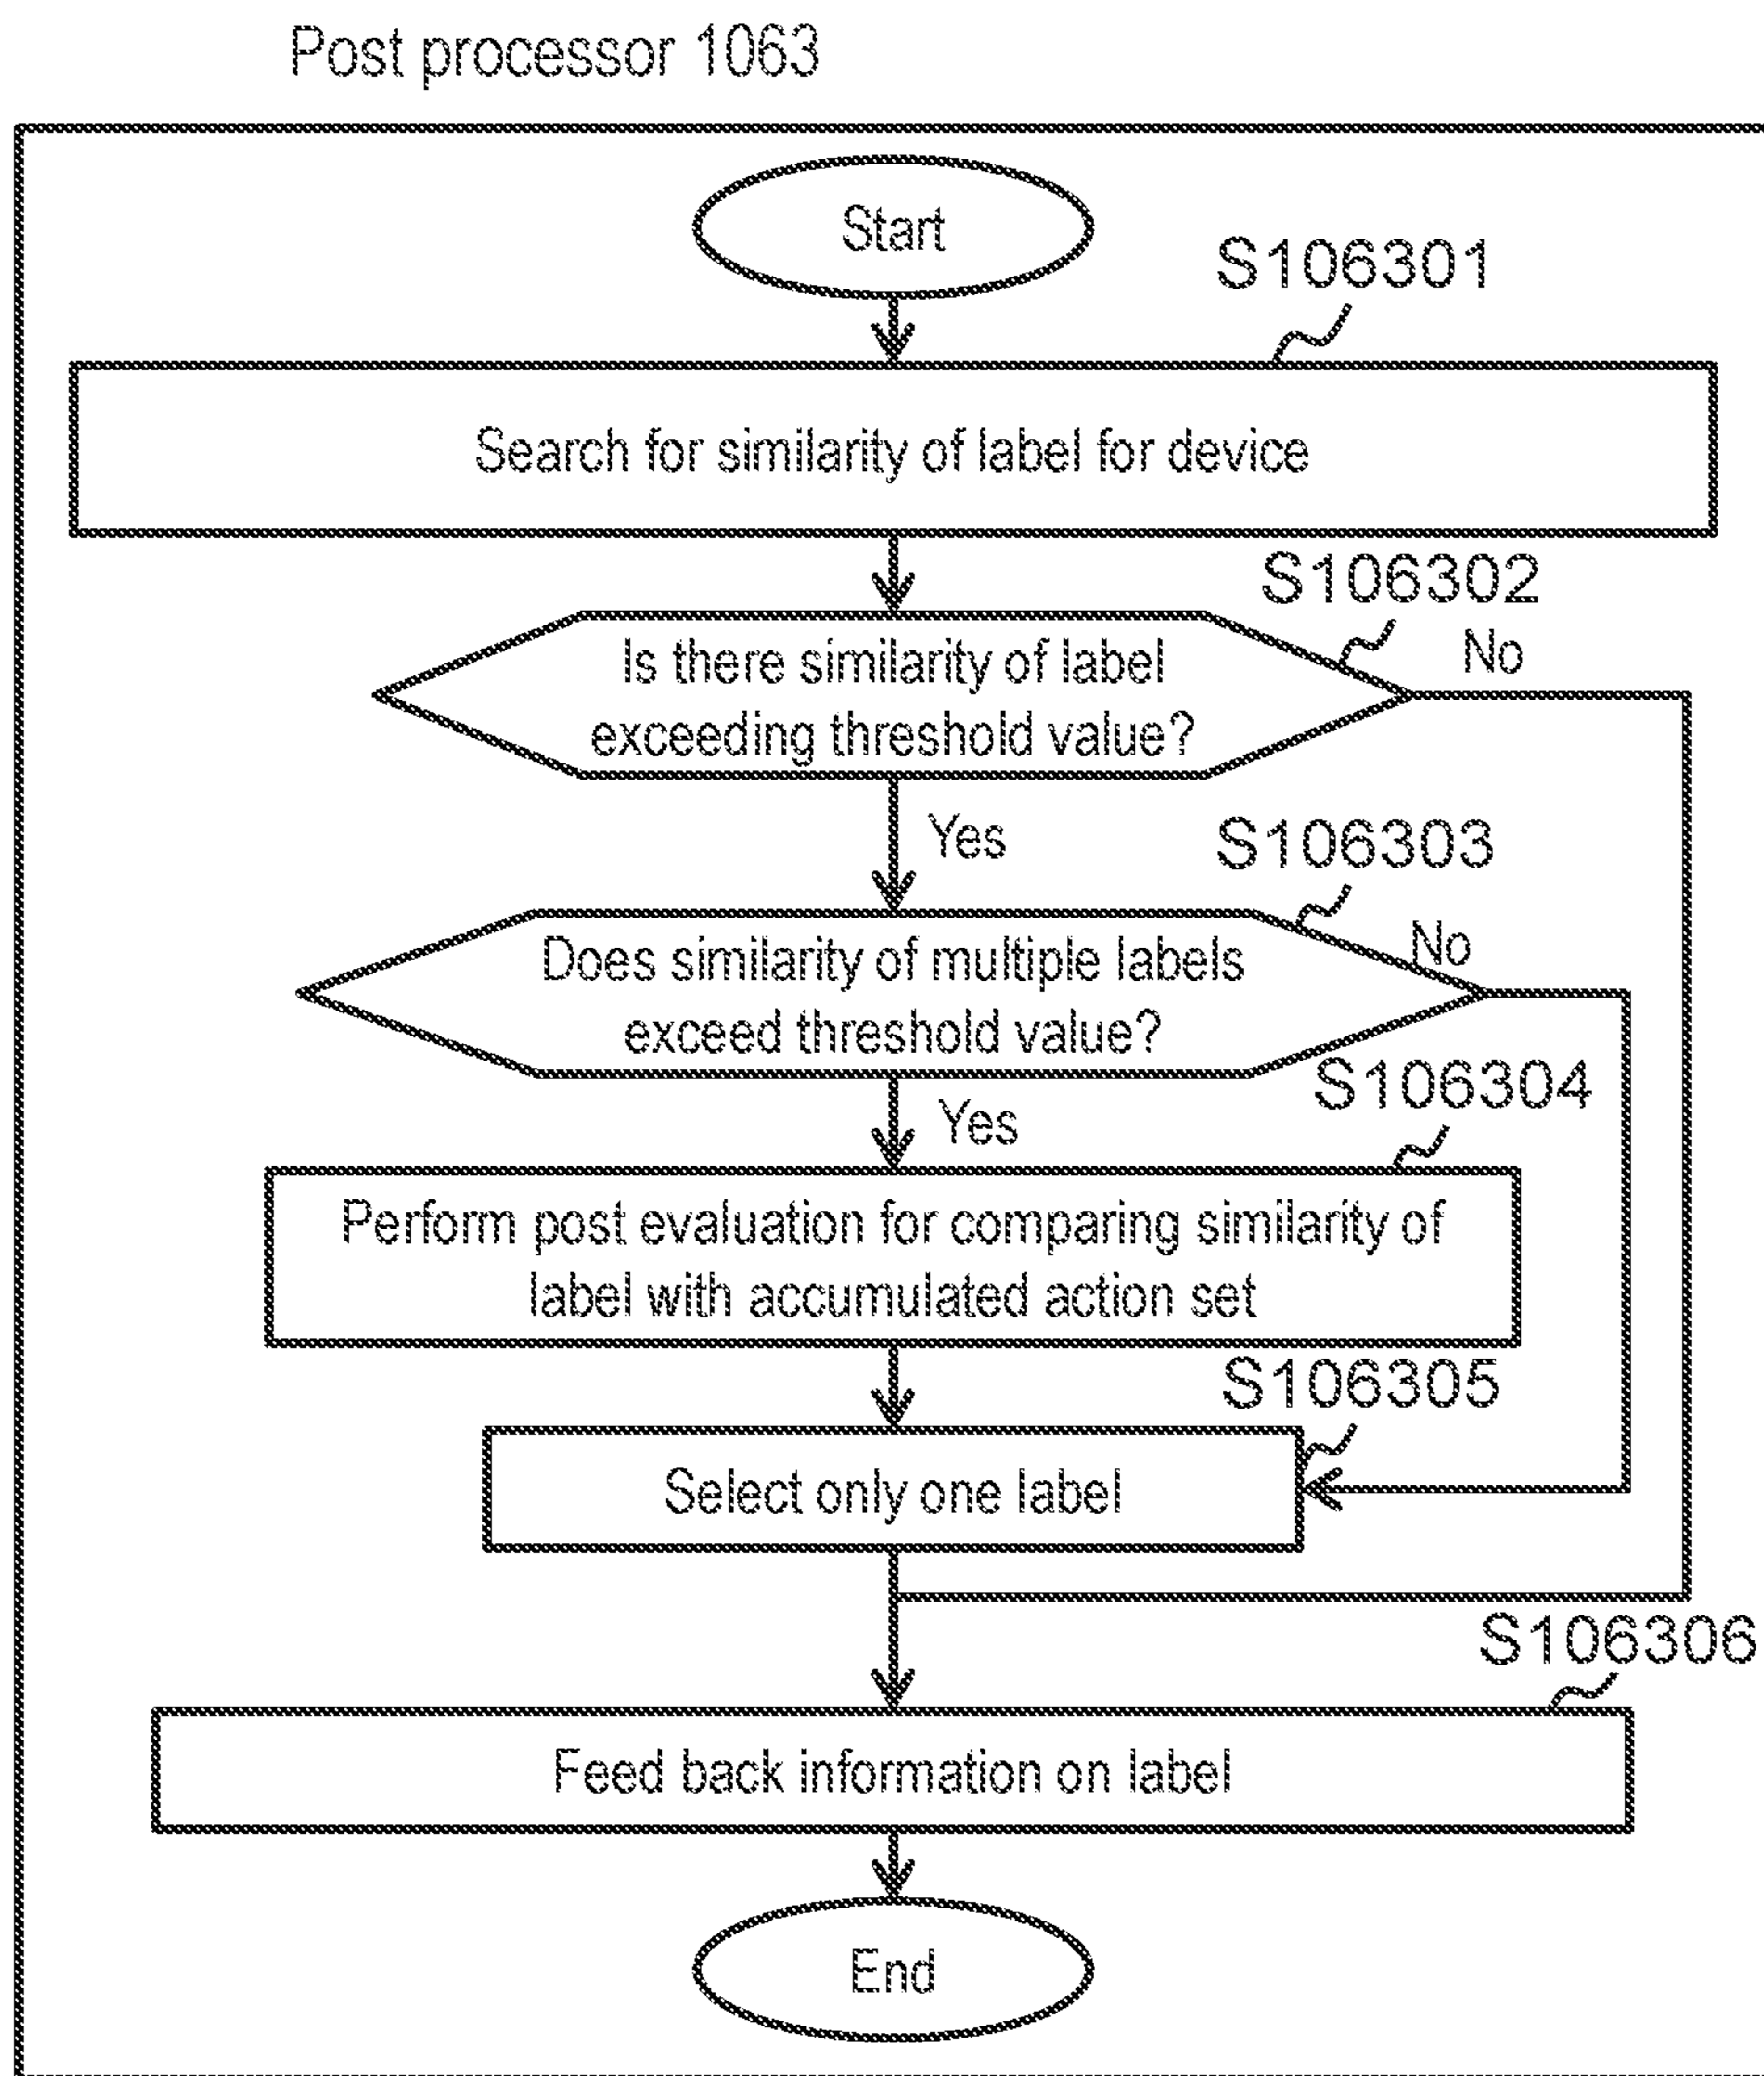 Post processor 1063
Start
S106301
Search for similarity of label for device
S106302
Is there similarity of label
exceeding threshold value?
No
Yes
S106303
Does similarity of multiple labels
exceed threshold value?
No
Yes
S106304
Perform post evaluation for comparing similarity of
label with accumulated action set
S106305
Select only one label
S106306
Feed back information on label
End